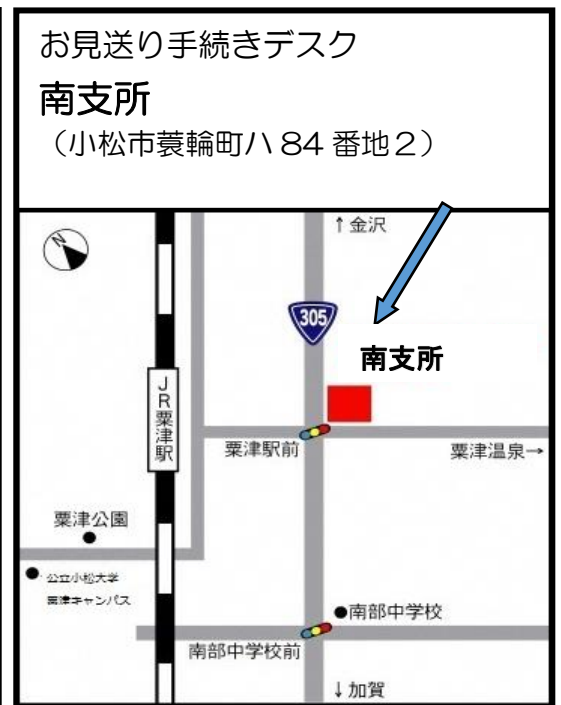 お見送り手続きデスク
南支所
（小松市蓑輪町ハ84番地２）
↑金沢
N
305
南支所
JR粟津駅
粟津駅前
粟津温泉→
粟津公園
公立小松大学
粟津キャンパス
南部中学校
南部中学校前
↓加賀